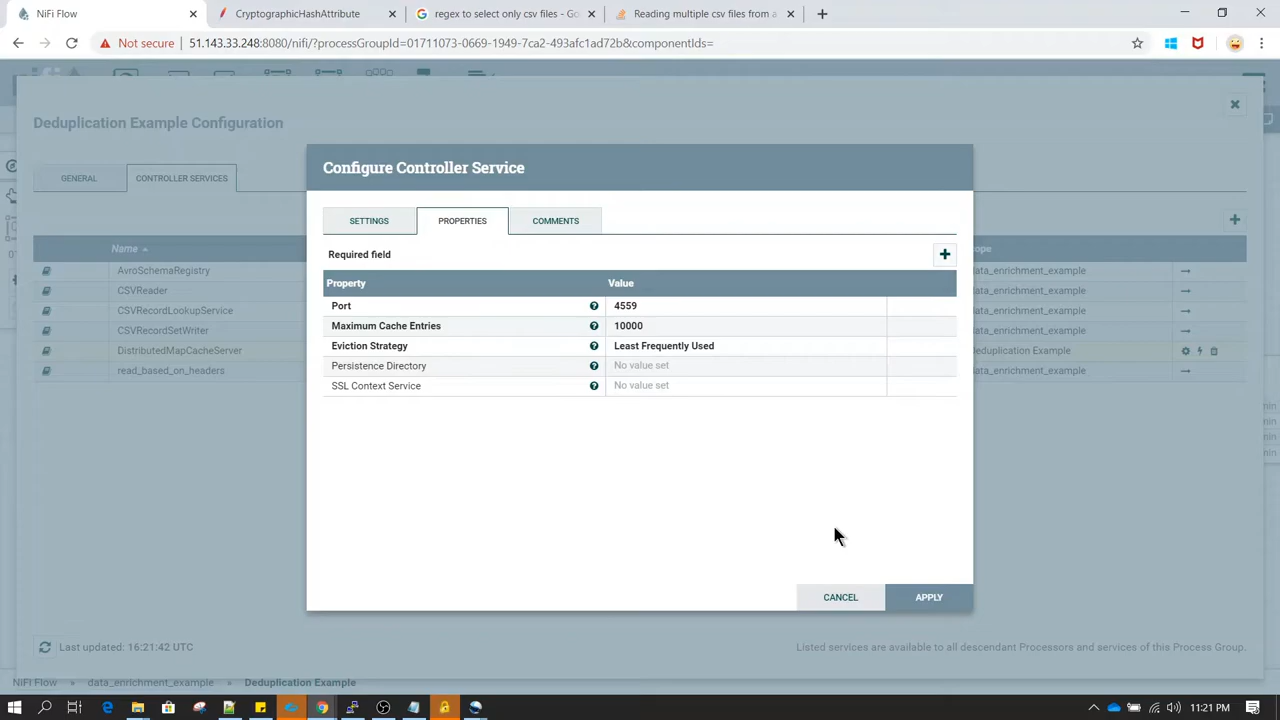 NiFi Flow
CryptographicHashAttribute
regex to select only csv files - Go
Reading multiple csv files from a
Not secure
51.143.33.248:8080/nifi/?processGroupId=01711073-0669-1949-7ca2-493afc1ad72b&componentIds=
Deduplication Example Configuration
GENERAL
CONTROLLER SERVICES
Configure Controller Service
SETTINGS
PROPERTIES
COMMENTS
Required field
Property Value
Port 4559
Maximum Cache Entries 10000
Eviction Strategy Least Frequently Used
Persistence Directory No value set
SSL Context Service No value set
CANCEL
APPLY
Name
AvroSchemaRegistry data_enrichment_example
CSVReader data_enrichment_example
CSVRecordLookupService data_enrichment_example
CSVRecordSetWriter data_enrichment_example
DistributedMapCacheServer Deduplication Example
read_based_on_headers data_enrichment_example
Last updated: 16:21:42 UTC
Listed services are available to all descendant Processors and services of this Process Group.
NiFi Flow data_enrichment_example Deduplication Example
11:21 PM